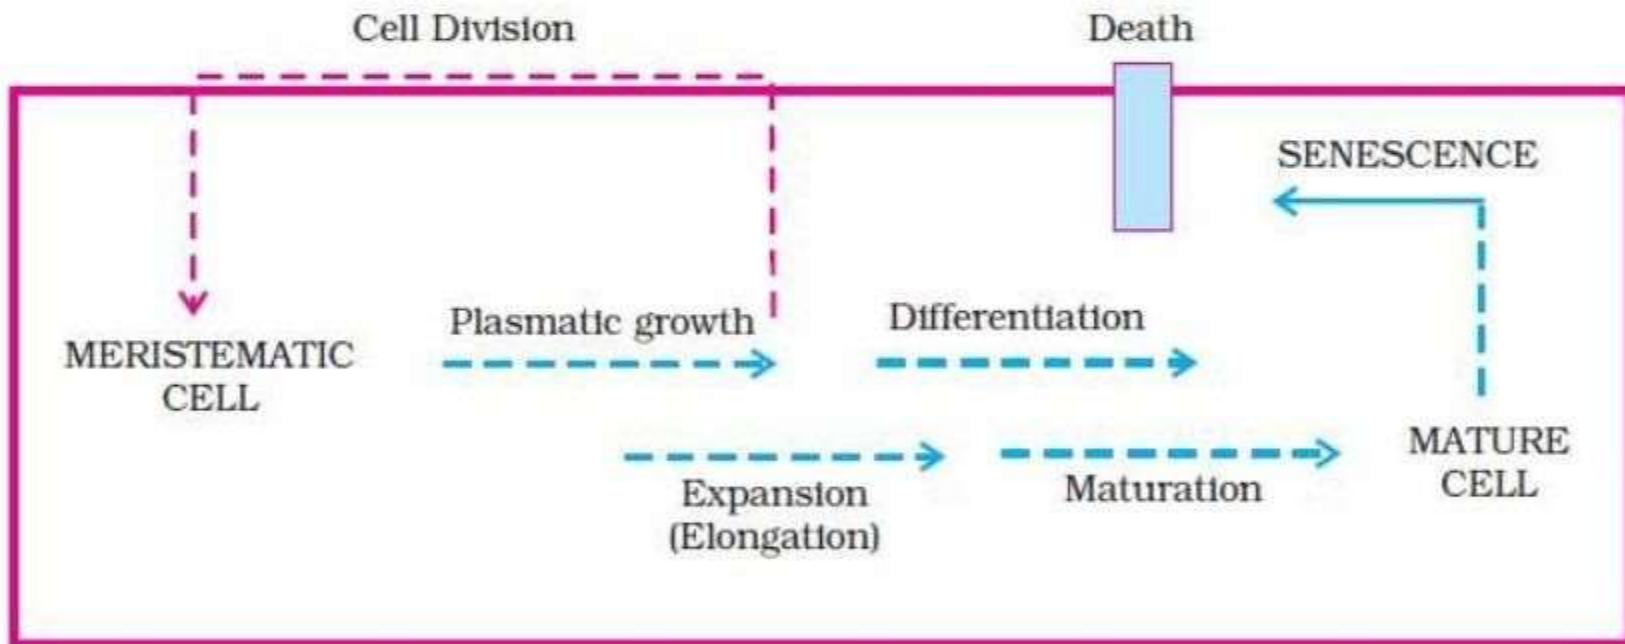 Cell Division
Death
SENESCENCE
Plasmatic growth
Differentiation
MERISTEMATIC
CELL
MATURE
CELL
Expansion
(Elongation)
Maturation